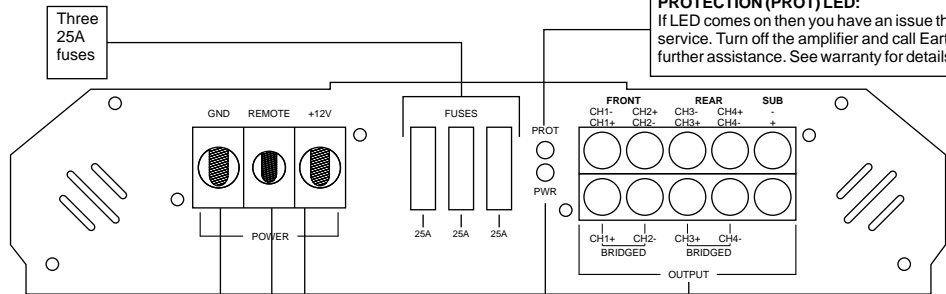 Three
25A
fuses
PROTECTION (PROT) LED:
If LED comes on then you have an issue
service. Turn off the amplifier and call
further assistance. See warranty for details
GND REMOTE +12V
FUSES
PROT
PWR
FRONT REAR SUB
CH1- CH2+ CH3- CH4+ -
CH1+ CH2- CH3+ CH4- +
25A 25A 25A
POWER
CH1+ CH2- CH3+ CH4-
BRIDGED BRIDGED
OUTPUT